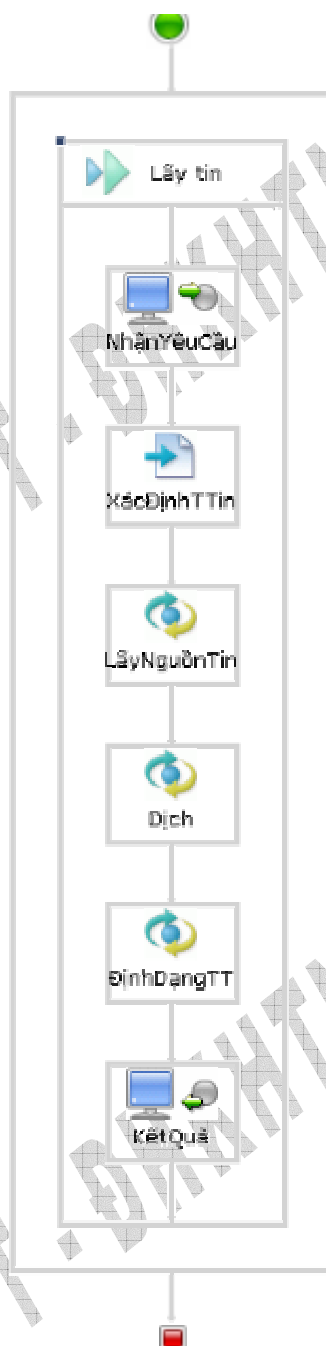 Lấy tin
NhậnYêuCầu
XácĐịnhTTin
LấyNguồnTin
Dịch
ĐịnhDạngTT
KếtQuả